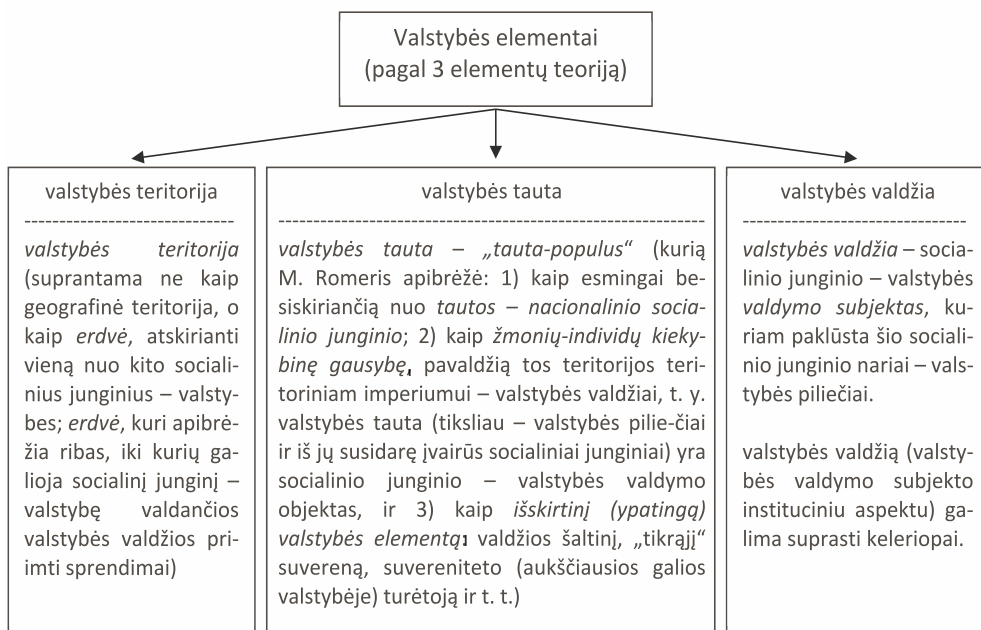 Valstybės elementai
(pagal 3 elementų teoriją)
valstybės teritorija
------------------------------
valstybės teritorija
(suprantama ne kaip
geografinė teritorija, o
kaip erdvė, atskirianti
vieną nuo kito sociali-
nius junginius – valsty-
bes; erdvė, kuri apibrė-
žia ribas, iki kurių ga-
lioja socialinį junginį –
valstybę valdančios
valstybės valdžios pri-
imti sprendimai)
valstybės tauta
--------------------------------------------------------------
valstybės tauta – „tauta-populus“ (kurią
M. Romeris apibrėžė: 1) kaip esmingai be-
siskiriančią nuo tautos – nacionalinio socia-
linio junginio; 2) kaip žmonių-individų kieky-
binę gausybę, pavaldžią tos teritorijos teri-
toriniam imperiumui – valstybės valdžiai, t. y.
valstybės tauta (tiksliau – valstybės pilie-čiai
ir iš jų susidarę įvairūs socialiniai junginiai) yra
socialinio junginio – valstybės valdymo
objektas, ir 3) kaip išskirtinį (ypatingą)
valstybės elementą: valdžios šaltinį, „tikrąjį“
suvereną, suvereniteto (aukščiausios galios
valstybėje) turėtoją ir t. t.)
valstybės valdžia
--------------------------------
valstybės valdžia – socia-
linio junginio – valstybės
valdymo subjektas, ku-
riam paklūsta šio sociali-
nio junginio nariai – vals-
tybės piliečiai.
valstybės valdžią (valsty-
bės valdymo subjekto
instituciniu aspektu) ga-
lima suprasti keleriopai.